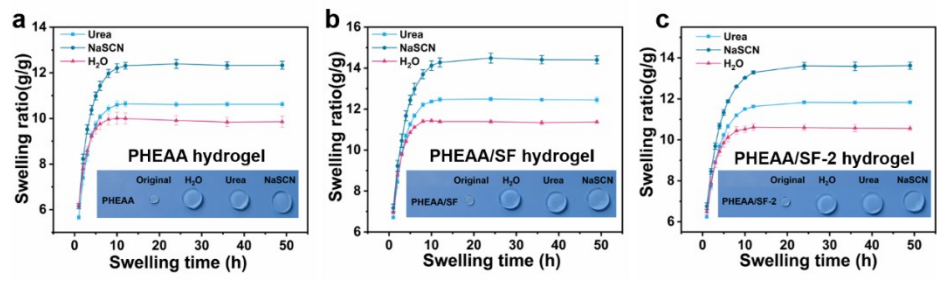 a
Swelling ratio(g/g)
14
12
10
8
6
Urea
NaSCN
H₂O
PHEAA hydrogel
Original H₂O Urea NaSCN
PHEAA
0 10 20 30 40 50
Swelling time (h)
b
Swelling ratio(g/g)
16
14
12
10
8
6
Urea
NaSCN
H₂O
PHEAA/SF hydrogel
Original H₂O Urea NaSCN
PHEAA/SF
0 10 20 30 40 50
Swelling time (h)
c
Swelling ratio(g/g)
16
14
12
10
8
6
Urea
NaSCN
H₂O
PHEAA/SF-2 hydrogel
Original H₂O Urea NaSCN
PHEAA/SF-2
0 10 20 30 40 50
Swelling time (h)